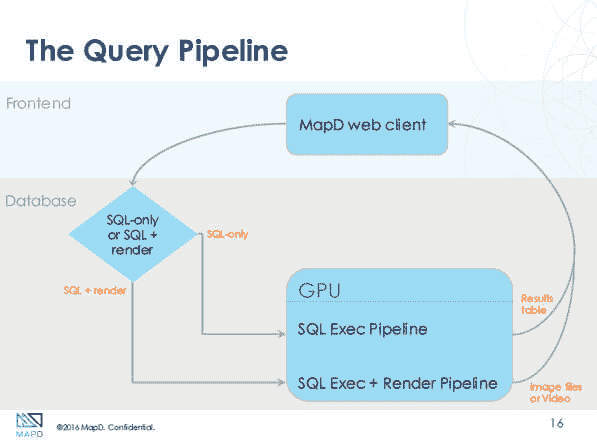 The Query Pipeline
Frontend
MapD web client
Database
SQL-only
or SQL +
render
SQL-only
SQL + render
GPU
SQL Exec Pipeline
Results
table
SQL Exec + Render Pipeline
Image files
or Video
MAPD
©2016 MapD. Confidential.
16